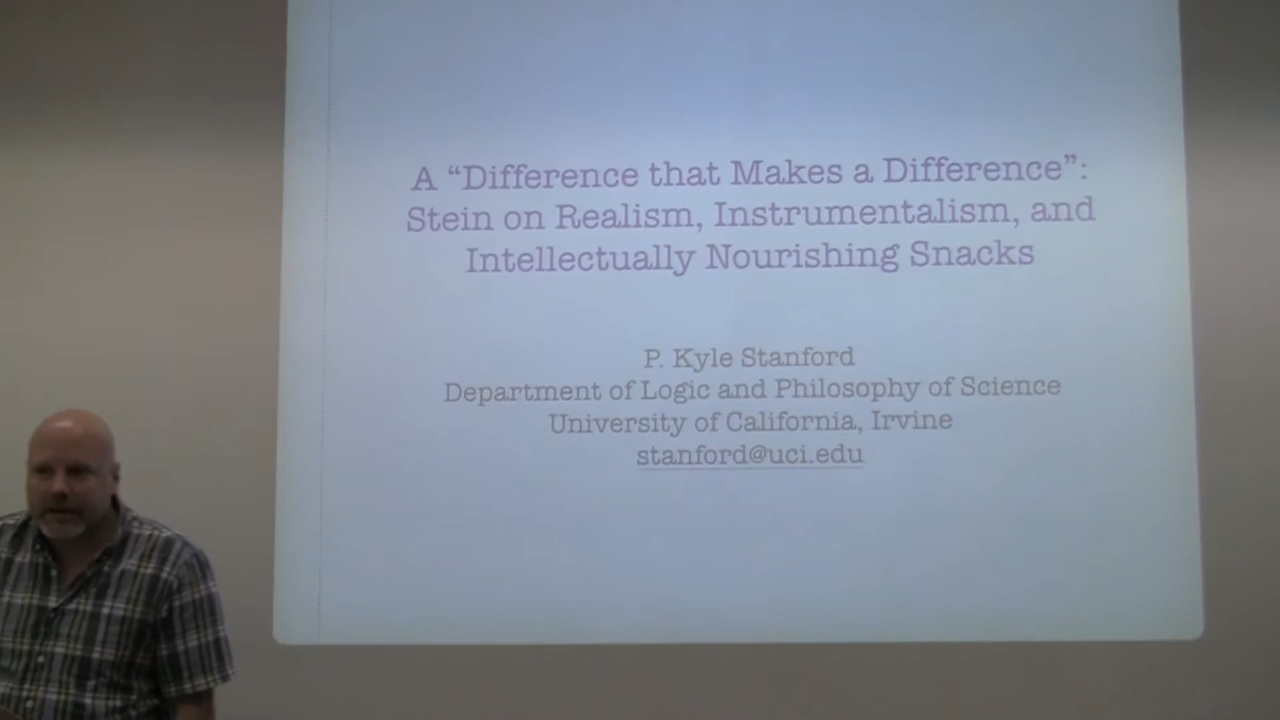 A “Difference that Makes a Difference”:
Stein on Realism, Instrumentalism, and
Intellectually Nourishing Snacks
P. Kyle Stanford
Department of Logic and Philosophy of Science
University of California, Irvine
stanford@uci.edu